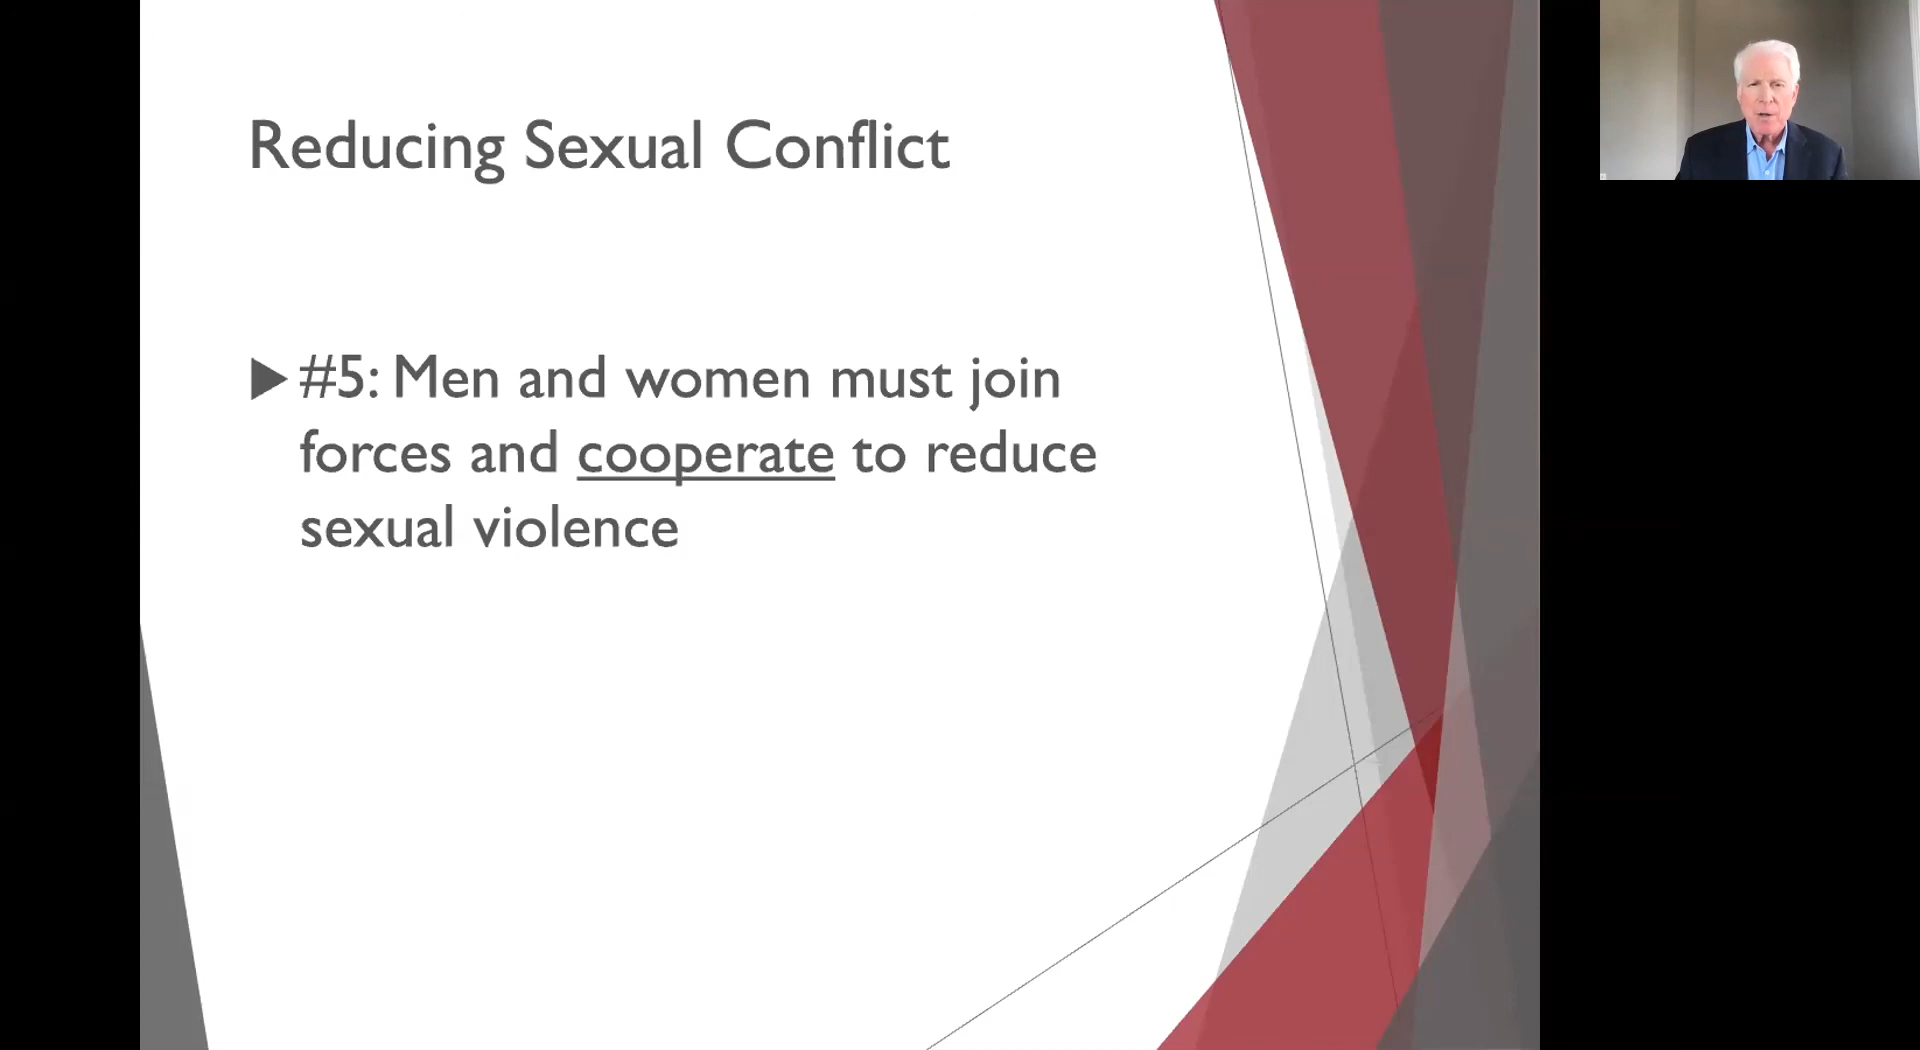 Reducing Sexual Conflict
#5: Men and women must join
forces and cooperate to reduce
sexual violence